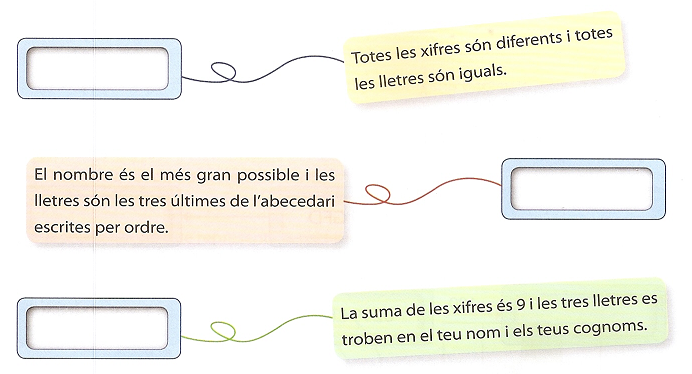 Totes les xifres són diferents i totes
les lletres són iguals.
El nombre és el més gran possible i les
lletres són les tres últimes de l'abecedari
escrites per ordre.
La suma de les xifres és 9 i les tres lletres es
troben en el teu nom i els teus cognoms.